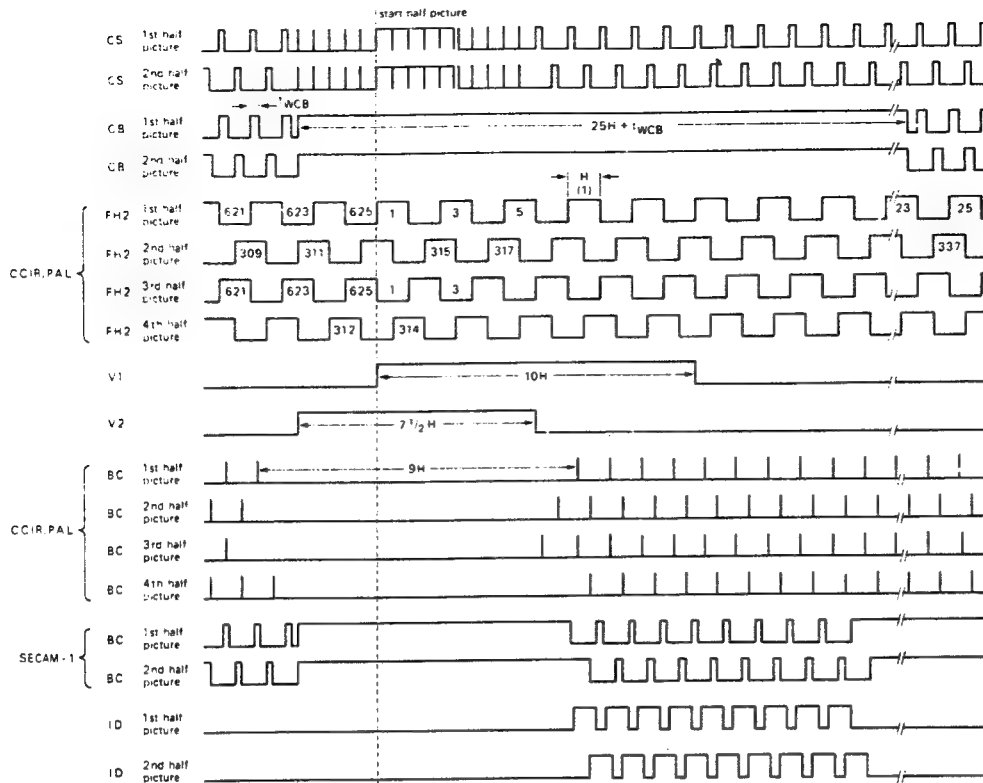 start half picture
CS 1st half picture
CS 2nd half picture
tWCB
CB 1st half picture
25H + tWCB
CB 2nd half picture
H
(1)
CCIR,PAL
FH2 1st half picture 621 623 625 1 3 5 23 25
FH2 2nd half picture 309 311 315 317 337
FH2 3rd half picture 621 623 625 1 3
FH2 4th half picture 312 314
V1
10H
V2
7 1/2 H
CCIR,PAL
BC 1st half picture
9H
BC 2nd half picture
BC 3rd half picture
BC 4th half picture
SECAM-1
BC 1st half picture
BC 2nd half picture
ID 1st half picture
ID 2nd half picture